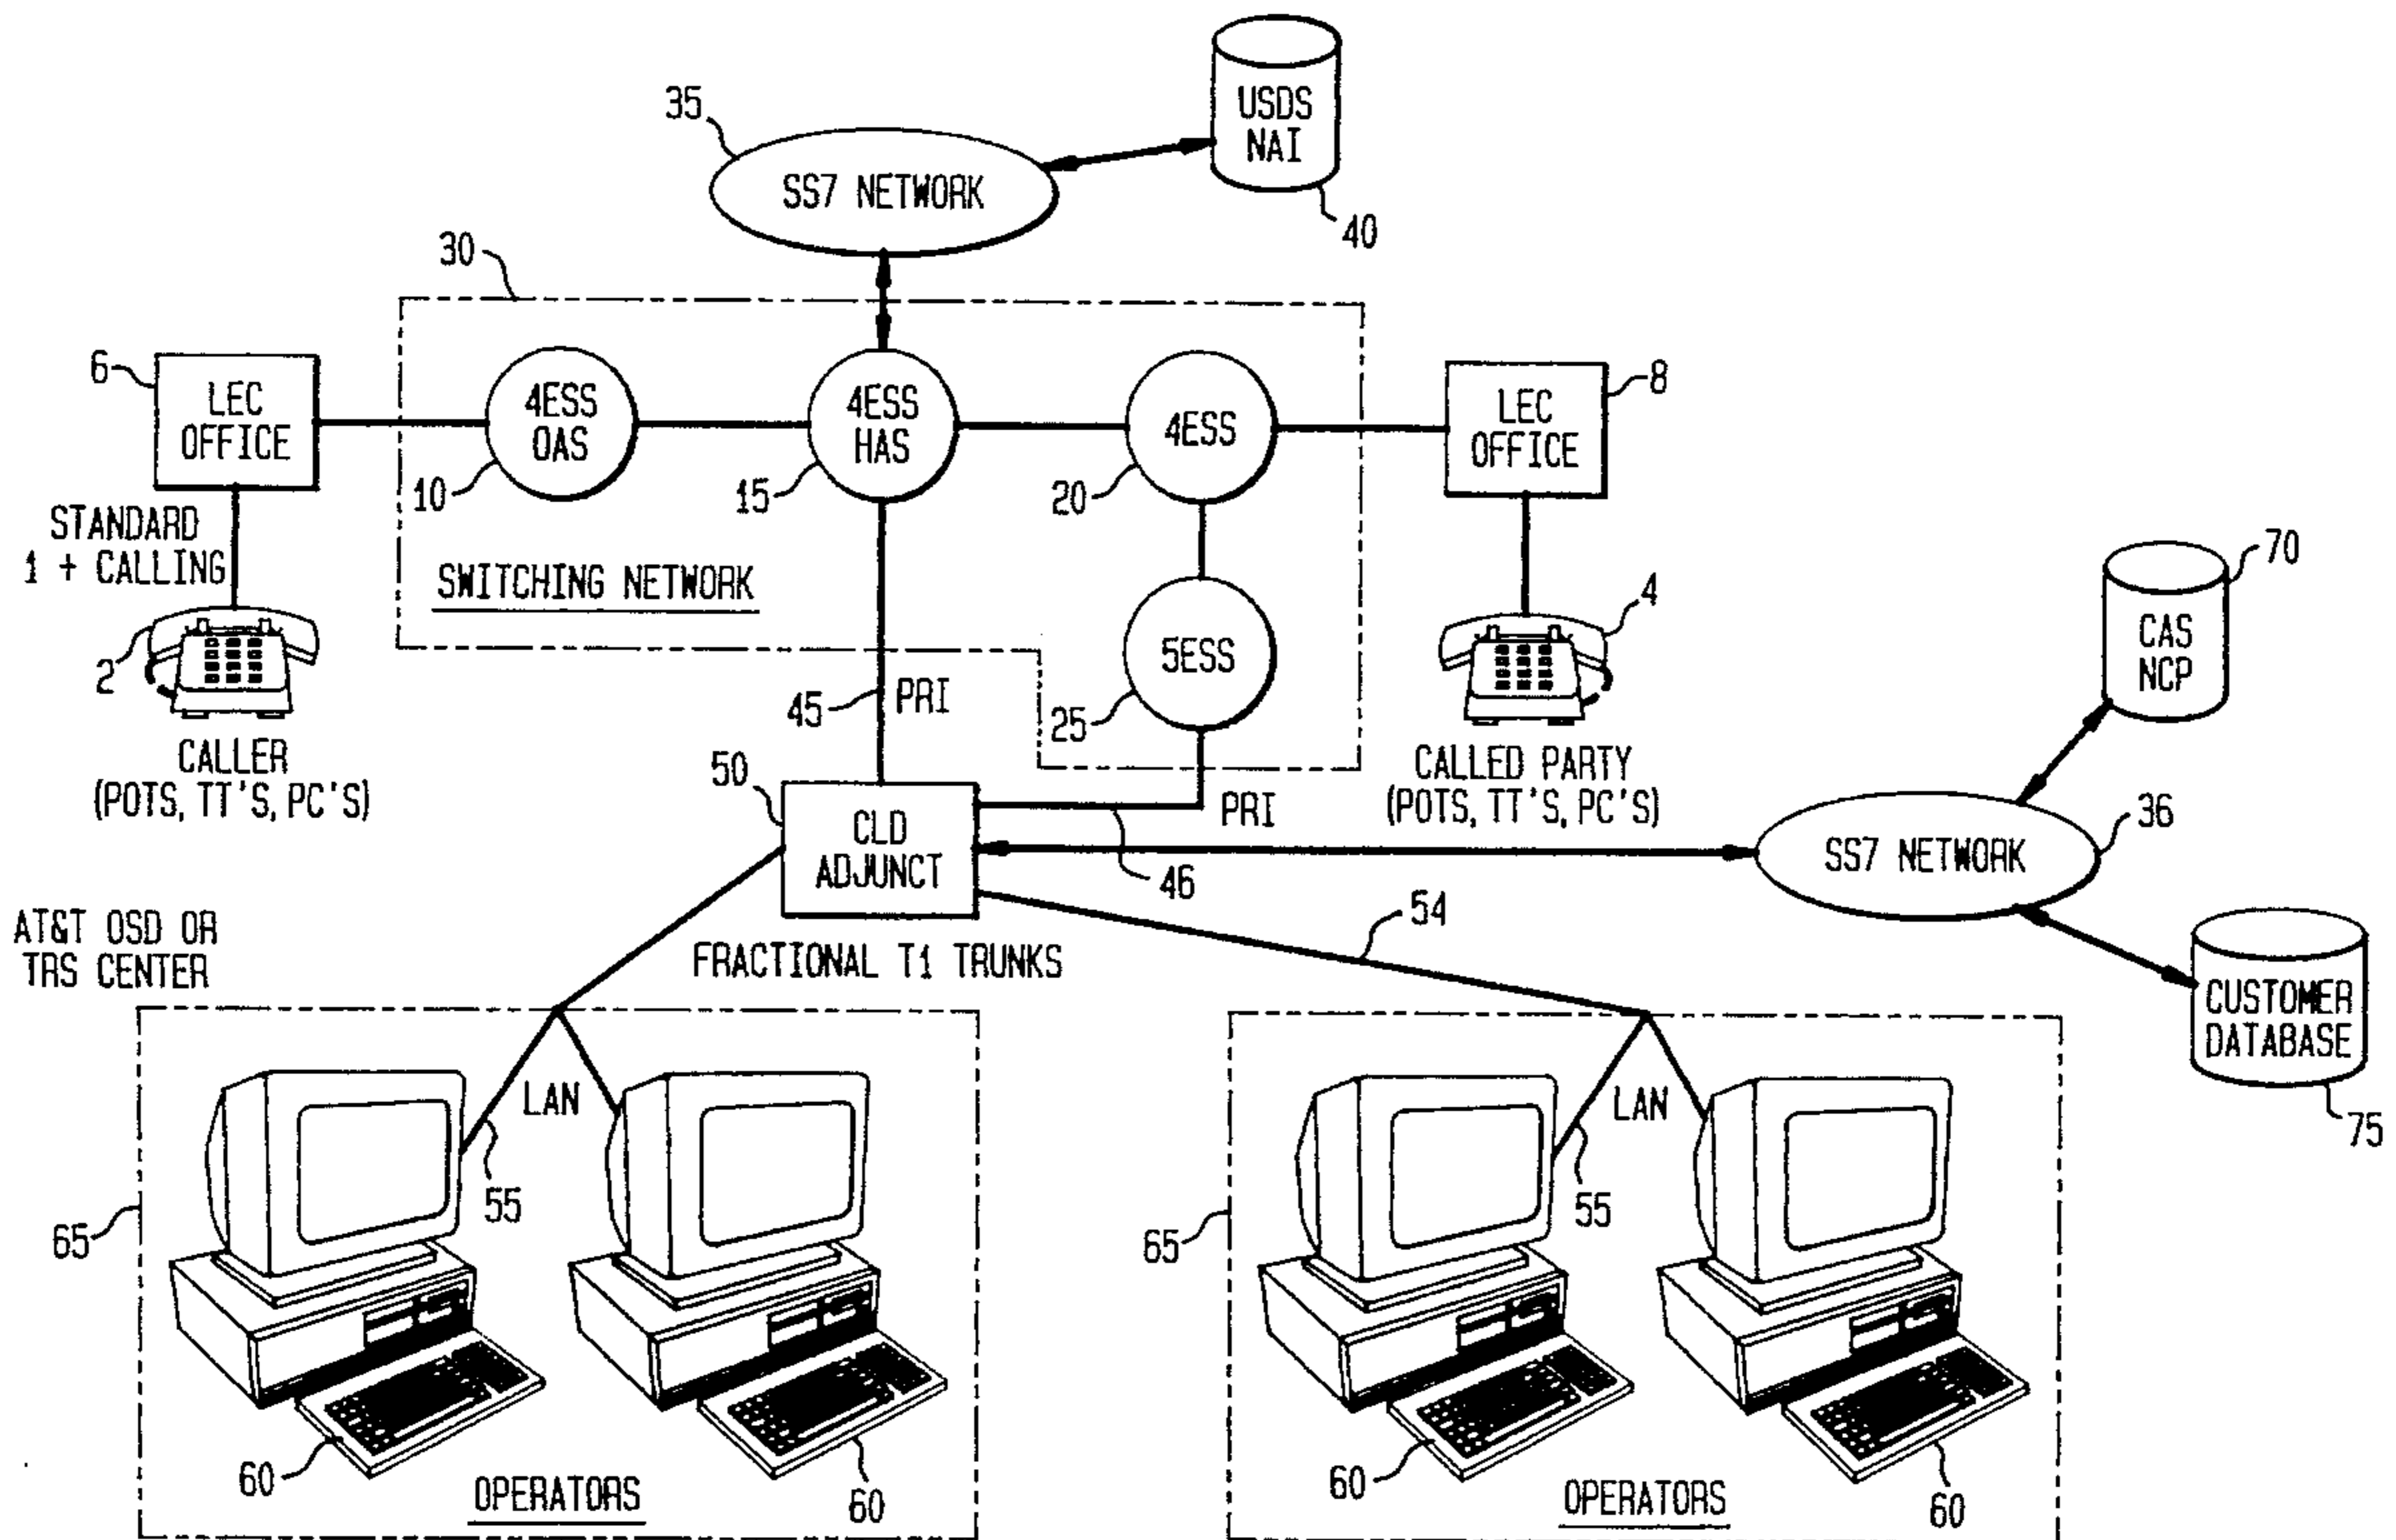 USDS
NAI
40
35
SS7 NETWORK
30
6
LEC
OFFICE
4ESS
OAS
10
4ESS
HAS
15
4ESS
20
LEC
OFFICE
8
STANDARD
1 + CALLING
SWITCHING NETWORK
2
CALLER
(POTS, TT'S, PC'S)
5ESS
25
4
CALLED PARTY
(POTS, TT'S, PC'S)
70
CAS
NCP
45
PRI
50
CLD
ADJUNCT
PRI
46
SS7 NETWORK
36
54
AT&T OSD OR
TRS CENTER
FRACTIONAL T1 TRUNKS
CUSTOMER
DATABASE
75
LAN
55
65
60
60
OPERATORS
LAN
55
65
60
60
OPERATORS